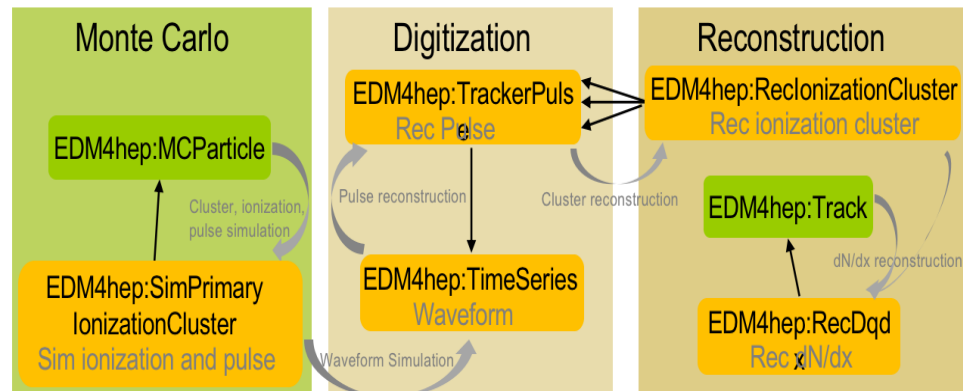 Monte Carlo
EDM4hep:MCParticle
Cluster, ionization,
pulse simulation
EDM4hep:SimPrimary
IonizationCluster
Sim ionization and pulse
Digitization
EDM4hep:TrackerPuls
e
Rec Pulse
Pulse reconstruction
EDM4hep:TimeSeries
Waveform
Waveform Simulation
Reconstruction
EDM4hep:RecIonizationCluster
Rec ionization cluster
Cluster reconstruction
EDM4hep:Track
dN/dx reconstruction
EDM4hep:RecDqd
x
Rec dN/dx